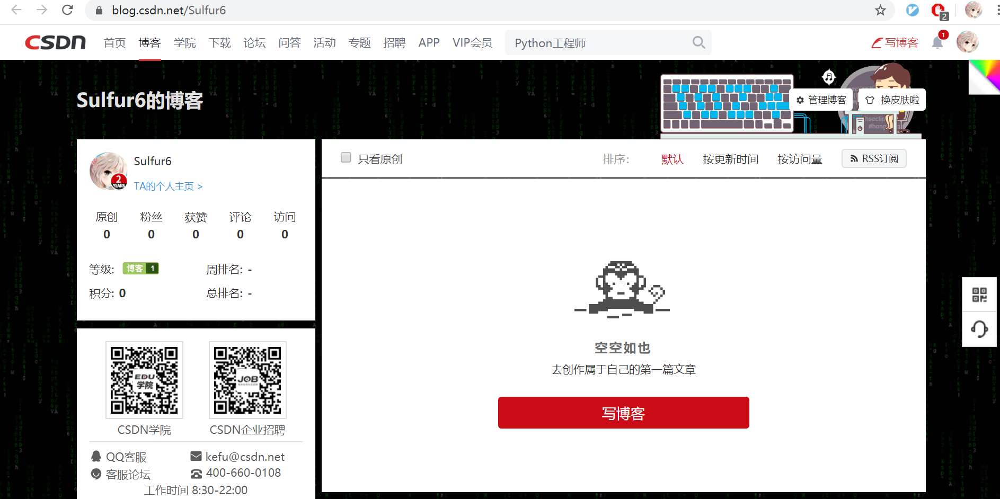 blog.csdn.net/Sulfur6
2
CSDN 首页 博客 学院 下载 论坛 问答 活动 专题 招聘 APP VIP会员 Python工程师 写博客 1
Sulfur6的博客
管理博客 换皮肤啦
Sulfur6
2 YEARS
TA的个人主页 >
原创 粉丝 获赞 评论 访问
0 0 0 0 0
等级: 博客 1 周排名: -
积分: 0 总排名: -
只看原创 排序: 默认 按更新时间 按访问量 RSS订阅
空空如也
去创作属于自己的第一篇文章
写博客
EDU
学院
JOB
CSDN学院 CSDN企业招聘
QQ客服 kefu@csdn.net
客服论坛 400-660-0108
工作时间 8:30-22:00